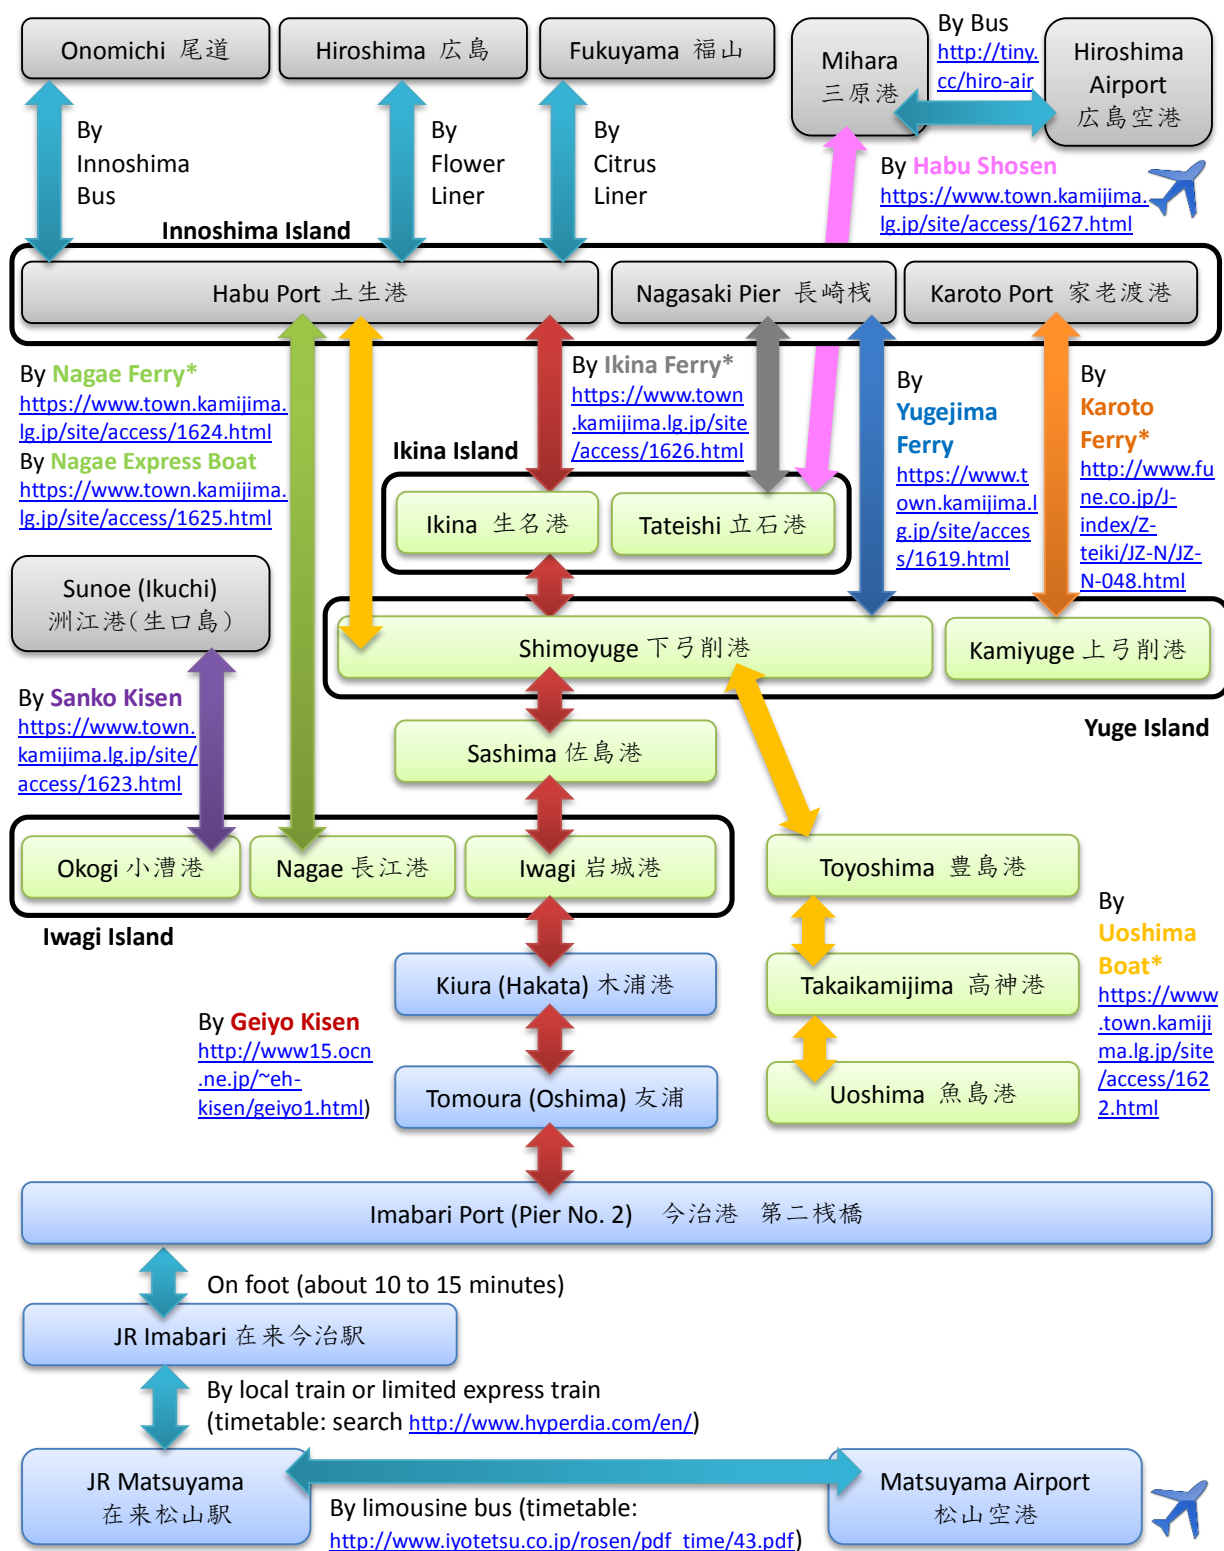 Onomichi 尾道
Hiroshima 広島
Fukuyama 福山
Mihara
三原港
By Bus
http://tiny.
cc/hiro-air
Hiroshima
Airport
広島空港
By
Innoshima
Bus
By
Flower
Liner
By
Citrus
Liner
By Habu Shosen
https://www.town.kamijima.
lg.jp/site/access/1627.html
Innoshima Island
Habu Port 土生港
Nagasaki Pier 長崎桟
Karoto Port 家老渡港
By Nagae Ferry*
https://www.town.kamijima.
lg.jp/site/access/1624.html
By Nagae Express Boat
https://www.town.kamijima.
lg.jp/site/access/1625.html
By Ikina Ferry*
https://www.town
.kamijima.lg.jp/site
/access/1626.html
By
Yugejima
Ferry
https://www.t
own.kamijima.l
g.jp/site/acces
s/1619.html
By
Karoto
Ferry*
http://www.fu
ne.co.jp/J-
index/Z-
teiki/JZ-N/JZ-
N-048.html
Ikina Island
Ikina 生名港
Tateishi 立石港
Sunoe (Ikuchi)
洲江港(生口島)
Shimoyuge 下弓削港
Kamiyuge 上弓削港
Yuge Island
By Sanko Kisen
https://www.town.
kamijima.lg.jp/site/
access/1623.html
Sashima 佐島港
Okogi 小漕港
Nagae 長江港
Iwagi 岩城港
Iwagi Island
Toyoshima 豊島港
Takaikamijima 高神港
Uoshima 魚島港
By
Uoshima
Boat*
https://www
.town.kamiji
ma.lg.jp/site
/access/162
2.html
Kiura (Hakata) 木浦港
By Geiyo Kisen
http://www15.ocn
.ne.jp/~eh-
kisen/geiyo1.html)
Tomoura (Oshima) 友浦
Imabari Port (Pier No. 2) 今治港 第二桟橋
On foot (about 10 to 15 minutes)
JR Imabari 在来今治駅
By local train or limited express train
(timetable: search http://www.hyperdia.com/en/)
JR Matsuyama
在来松山駅
By limousine bus (timetable:
http://www.iyotetsu.co.jp/rosen/pdf_time/43.pdf)
Matsuyama Airport
松山空港